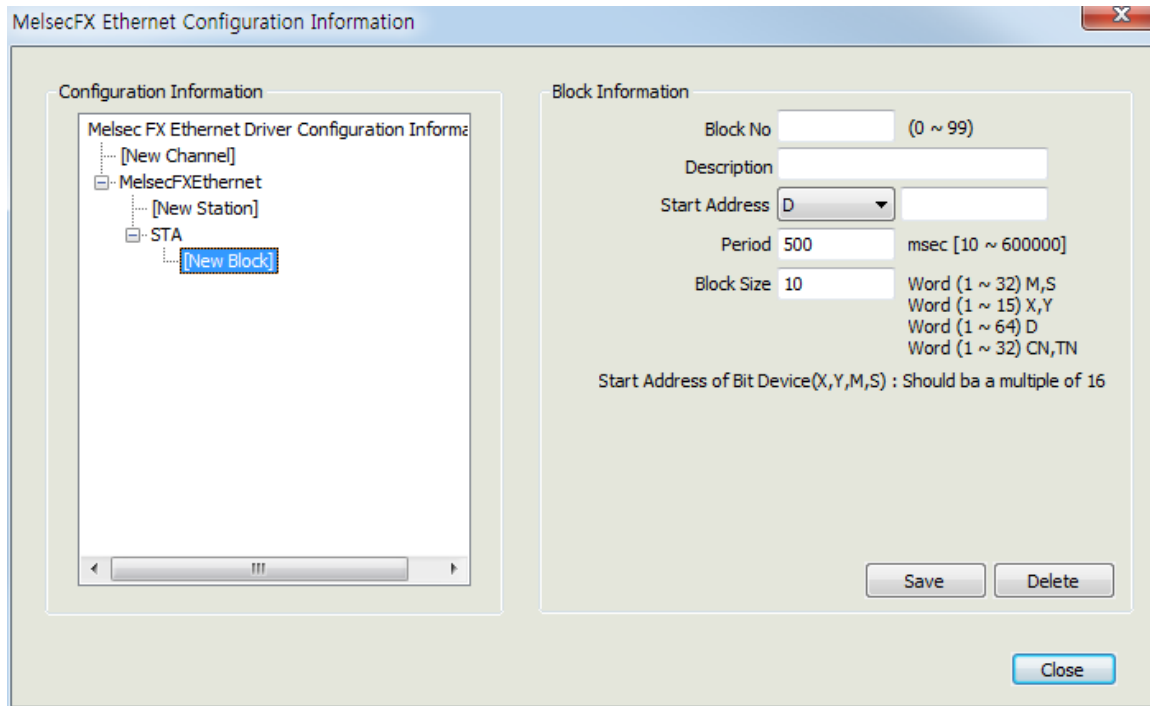 MelsecFX Ethernet Configuration Information
X
Configuration Information
Melsec FX Ethernet Driver Configuration Informa
[New Channel]
MelsecFXEthernet
[New Station]
STA
[New Block]
Block Information
Block No (0 ~ 99)
Description
Start Address D
Period 500 msec [10 ~ 600000]
Block Size 10 Word (1 ~ 32) M,S
Word (1 ~ 15) X,Y
Word (1 ~ 64) D
Word (1 ~ 32) CN,TN
Start Address of Bit Device(X,Y,M,S) : Should ba a multiple of 16
Save Delete
Close